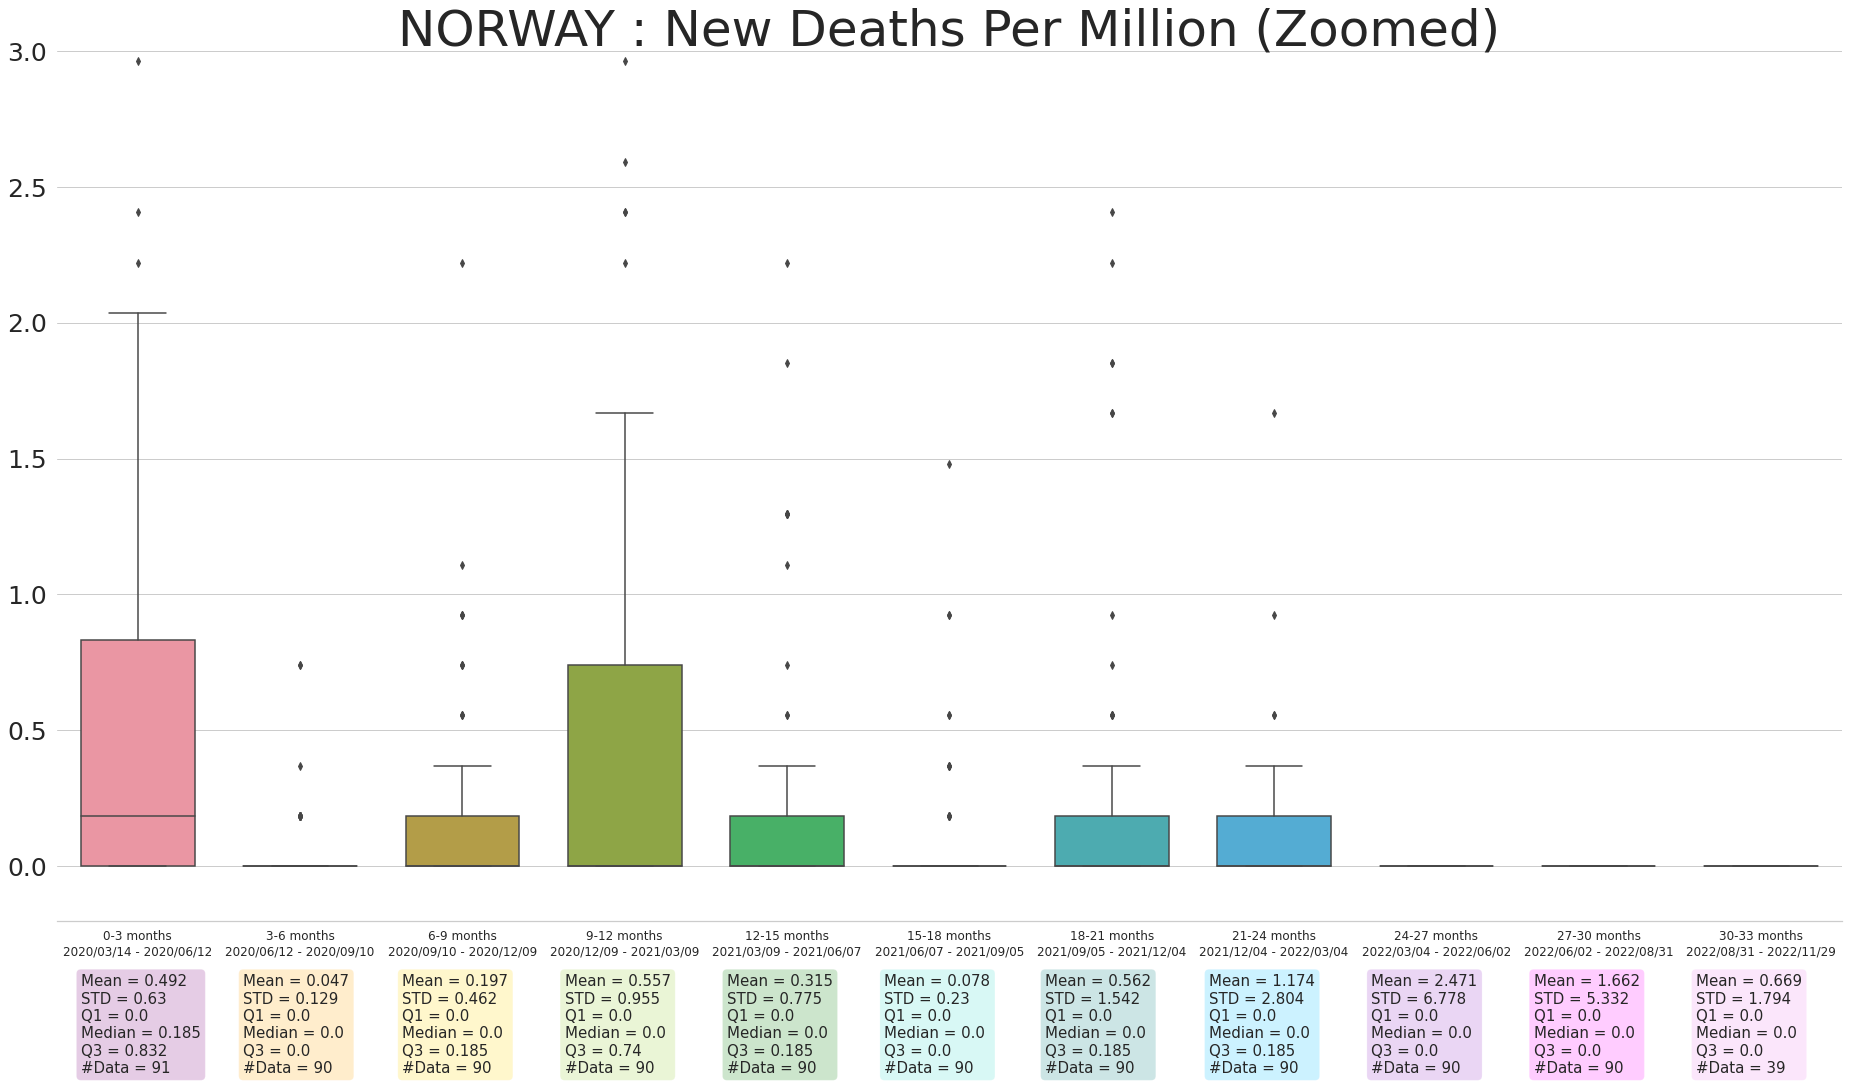 NORWAY : New Deaths Per Million (Zoomed)
3.0
2.5
2.0
1.5
1.0
0.5
0.0
0-3 months
2020/03/14 - 2020/06/12
Mean = 0.492
STD = 0.63
Q1 = 0.0
Median = 0.185
Q3 = 0.832
#Data = 91
3-6 months
2020/06/12 - 2020/09/10
Mean = 0.047
STD = 0.129
Q1 = 0.0
Median = 0.0
Q3 = 0.0
#Data = 90
6-9 months
2020/09/10 - 2020/12/09
Mean = 0.197
STD = 0.462
Q1 = 0.0
Median = 0.0
Q3 = 0.185
#Data = 90
9-12 months
2020/12/09 - 2021/03/09
Mean = 0.557
STD = 0.955
Q1 = 0.0
Median = 0.0
Q3 = 0.74
#Data = 90
12-15 months
2021/03/09 - 2021/06/07
Mean = 0.315
STD = 0.775
Q1 = 0.0
Median = 0.0
Q3 = 0.185
#Data = 90
15-18 months
2021/06/07 - 2021/09/05
Mean = 0.078
STD = 0.23
Q1 = 0.0
Median = 0.0
Q3 = 0.0
#Data = 90
18-21 months
2021/09/05 - 2021/12/04
Mean = 0.562
STD = 1.542
Q1 = 0.0
Median = 0.0
Q3 = 0.185
#Data = 90
21-24 months
2021/12/04 - 2022/03/04
Mean = 1.174
STD = 2.804
Q1 = 0.0
Median = 0.0
Q3 = 0.185
#Data = 90
24-27 months
2022/03/04 - 2022/06/02
Mean = 2.471
STD = 6.778
Q1 = 0.0
Median = 0.0
Q3 = 0.0
#Data = 90
27-30 months
2022/06/02 - 2022/08/31
Mean = 1.662
STD = 5.332
Q1 = 0.0
Median = 0.0
Q3 = 0.0
#Data = 90
30-33 months
2022/08/31 - 2022/11/29
Mean = 0.669
STD = 1.794
Q1 = 0.0
Median = 0.0
Q3 = 0.0
#Data = 39